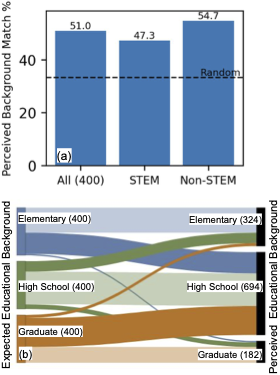 Perceived Background Match %
40
20
0
51.0
47.3
54.7
Random
(a)
All (400)
STEM
Non-STEM
Expected Educational Background
Elementary (400)
High School (400)
Graduate (400)
(b)
Elementary (324)
High School (694)
Graduate (182)
Perceived Educational Background